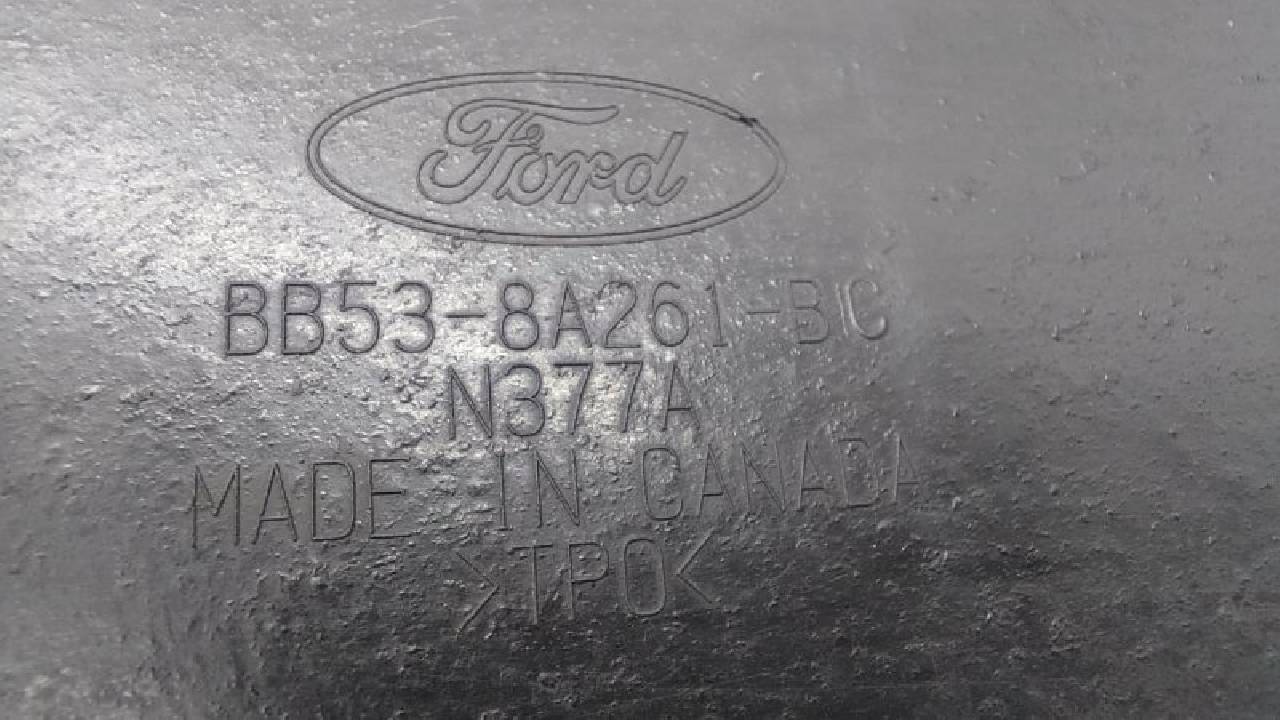 Ford
BB53-8A261-BC
N377A
MADE IN CANADA
>TPO<